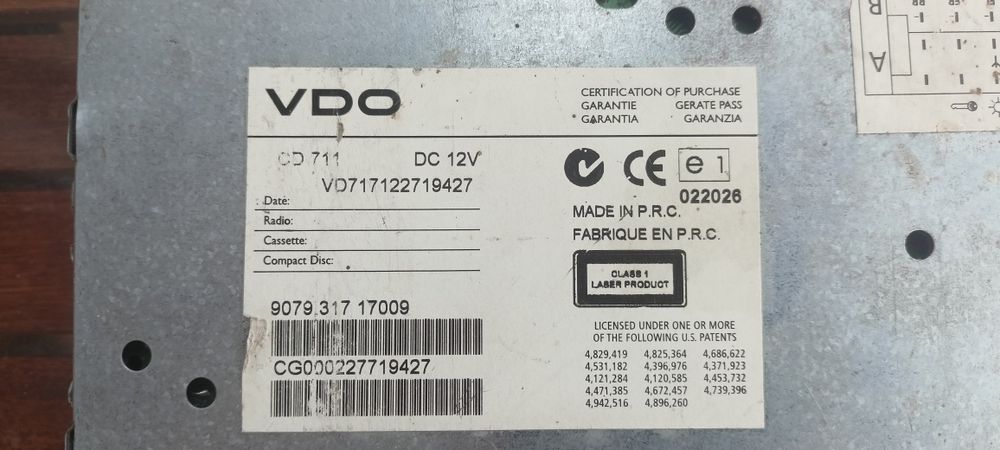 VDO
CERTIFICATION OF PURCHASE
GARANTIE GERATE PASS
GARANTIA GARANZIA
CD 711 DC 12V
VD717122719427
Date:
Radio:
Cassette:
Compact Disc:
CE e1
022026
MADE IN P.R.C.
FABRIQUE EN P.R.C.
CLASS 1
LASER PRODUCT
9079.317 17009
CG000227719427
LICENSED UNDER ONE OR MORE
OF THE FOLLOWING U.S. PATENTS
4,829,419 4,825,364 4,686,622
4,531,182 4,396,976 4,371,923
4,121,284 4,120,585 4,453,732
4,471,385 4,672,457 4,739,396
4,942,516 4,896,260
B
A